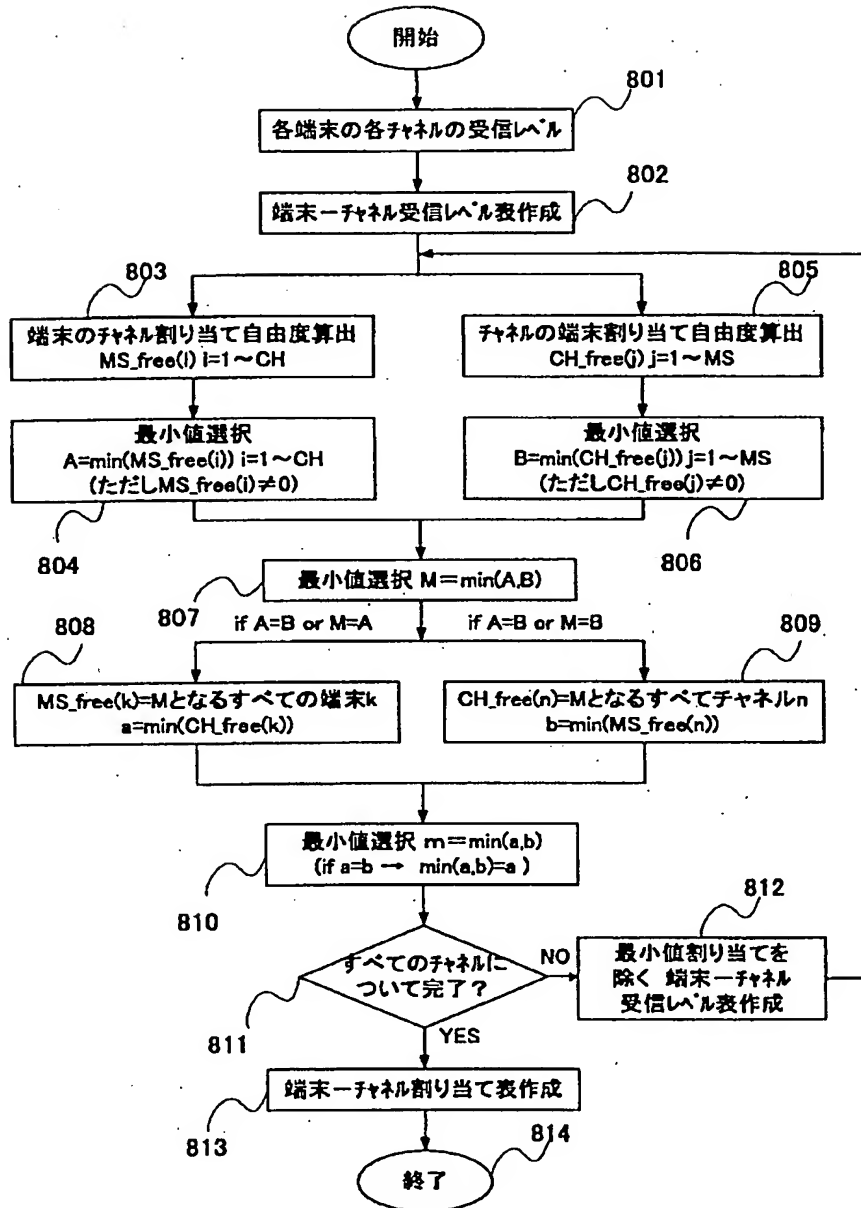 開始
801
各端末の各チャネルの受信レベル
802
端末ーチャネル受信レベル表作成
803
端末のチャネル割り当て自由度算出
MS_free(i) i=1～CH
805
チャネルの端末割り当て自由度算出
CH_free(j) j=1～MS
最小値選択
A=min(MS_free(i)) i=1～CH
(ただしMS_free(i)≠0)
804
最小値選択
B=min(CH_free(j)) j=1～MS
(ただしCH_free(j)≠0)
806
最小値選択 M＝min(A,B)
807
if A=B or M=A
if A=B or M=B
808
MS_free(k)=Mとなるすべての端末k
a=min(CH_free(k))
809
CH_free(n)=Mとなるすべてチャネルn
b=min(MS_free(n))
最小値選択 m＝min(a,b)
(if a=b → min(a,b)=a )
810
すべてのチャネルに
ついて完了？
811
NO
812
最小値割り当てを
除く 端末ーチャネル
受信レベル表作成
YES
端末ーチャネル割り当て表作成
813
814
終了